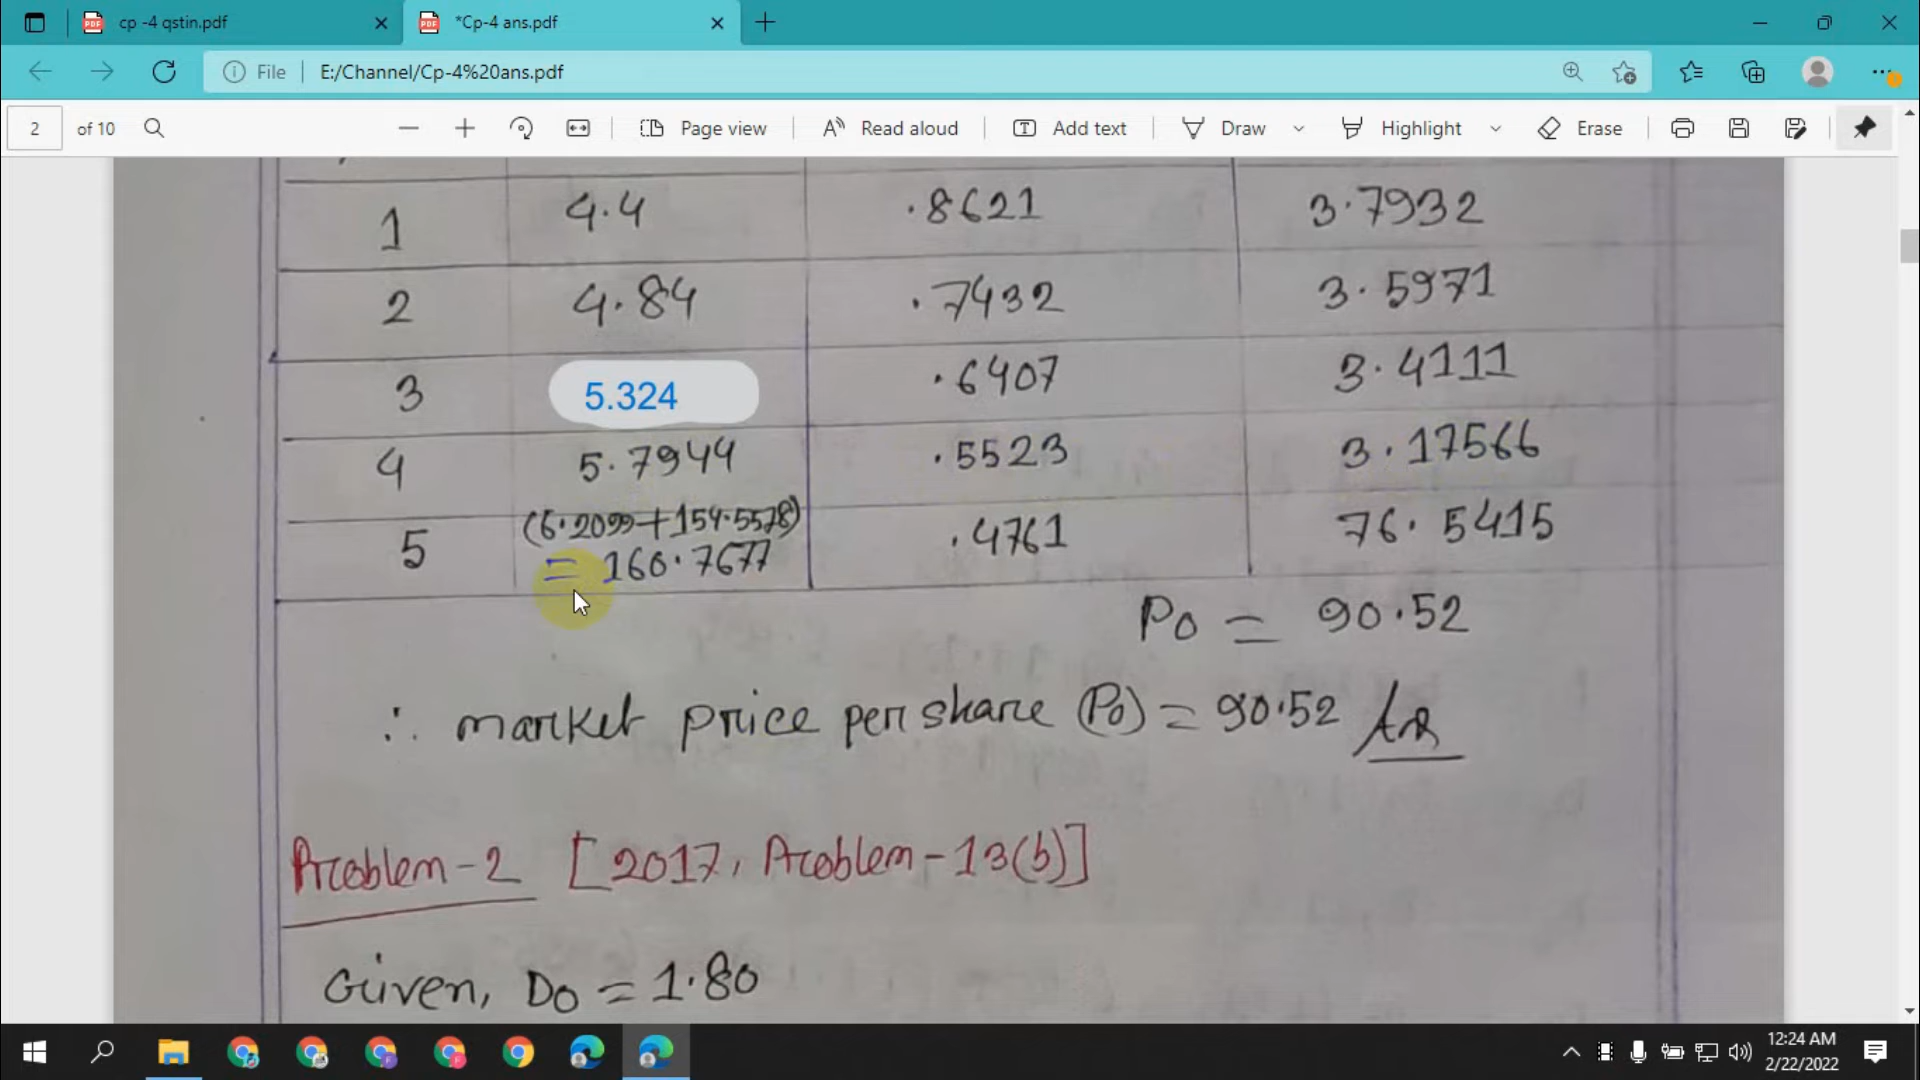 cp -4 qstin.pdf
*Cp-4 ans.pdf
File
E:/Channel/Cp-4%20ans.pdf
2 of 10
Page view
Read aloud
Add text
Draw
Highlight
Erase
1 4.4 .8621 3.7932
2 4.84 .7432 3.5971
3 5.324 .6407 3.4111
4 5.7944 .5523 3.17566
5 (6.2099+154.5578) .4761 76.5415
= 160.7677
P0 = 90.52
∴ market price per share (P0) = 90.52 Ans
Problem-2 [2017, Problem-13(b)]
Given, D0 = 1.80
12:24 AM
2/22/2022